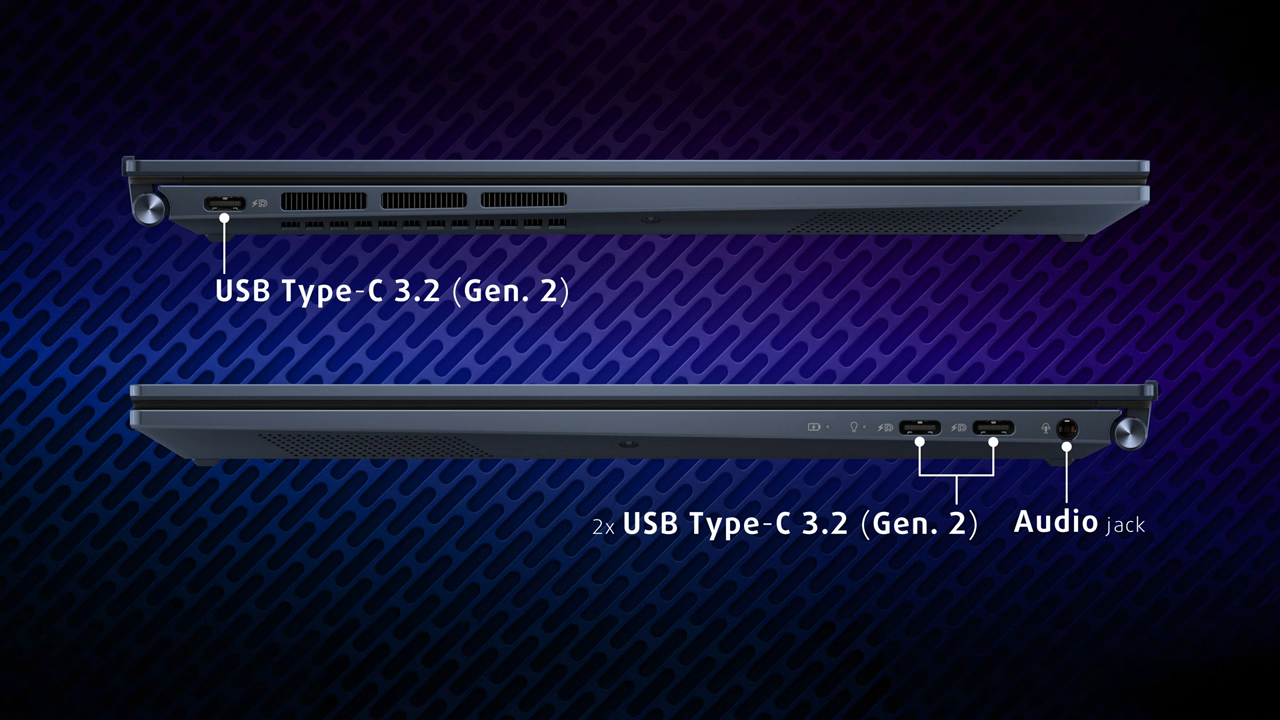 USB Type-C 3.2 (Gen. 2)
2x USB Type-C 3.2 (Gen. 2)
Audio jack